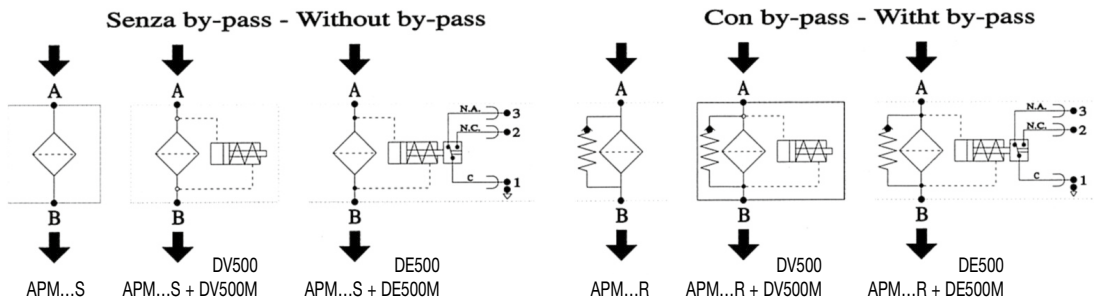 Senza by-pass - Without by-pass
Con by-pass - Witht by-pass
A
A
A
N.A.
3
N.C.
2
C
1
B
B
B
DV500
DE500
APM...S
APM...S + DV500M
APM...S + DE500M
A
A
A
N.A.
3
N.C.
2
C
1
B
B
B
DV500
DE500
APM...R
APM...R + DV500M
APM...R + DE500M